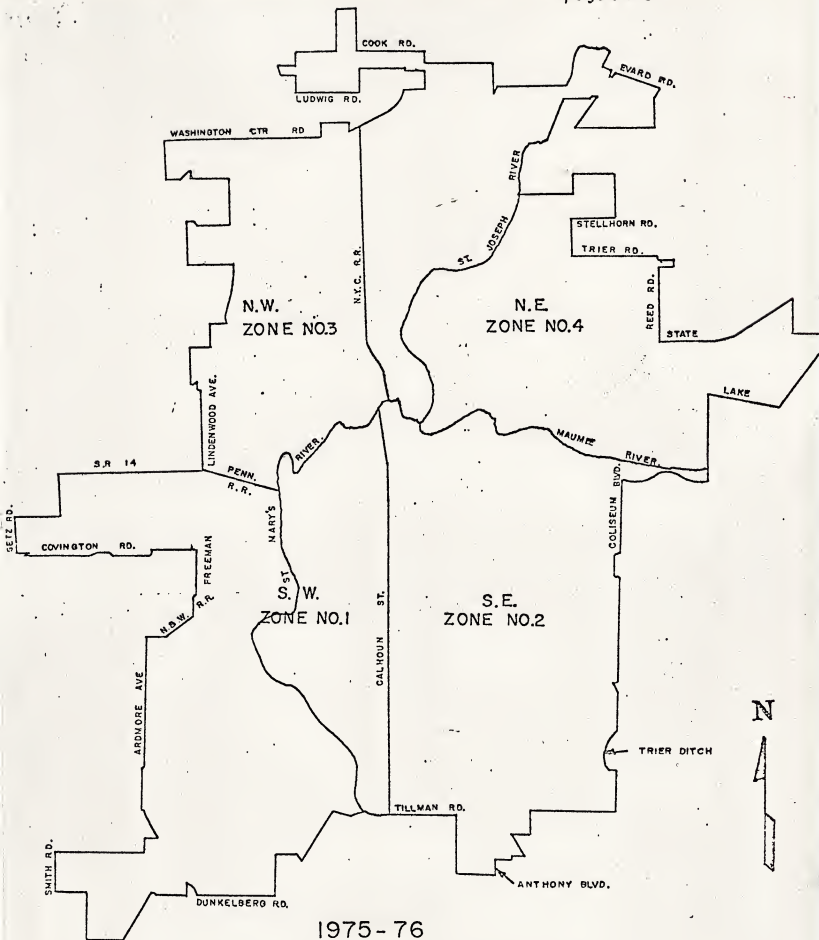 COOK RD.
EVARD RD.
LUDWIG RD.
WASHINGTON CTR RD
RIVER
ST. JOSEPH
STELLHORN RD.
TRIER RD.
N.Y.C. R.R.
REED RD.
N.W.
ZONE NO.3
N.E.
ZONE NO.4
STATE
LINDENWOOD AVE.
LAKE
MAUMEE
RIVER.
S.R 14
PENN.
R.R.
RIVER.
MARY'S
ST
COLISEUM BLVD.
GETZ RD.
COVINGTON RD.
FREEMAN
N.&W. R.R.
S. W.
ZONE NO.1
CALHOUN ST.
S.E.
ZONE NO.2
ARDMORE AVE
N
TRIER DITCH
TILLMAN RD.
SMITH RD.
ANTHONY BLVD.
DUNKELBERG RD.
1975-76